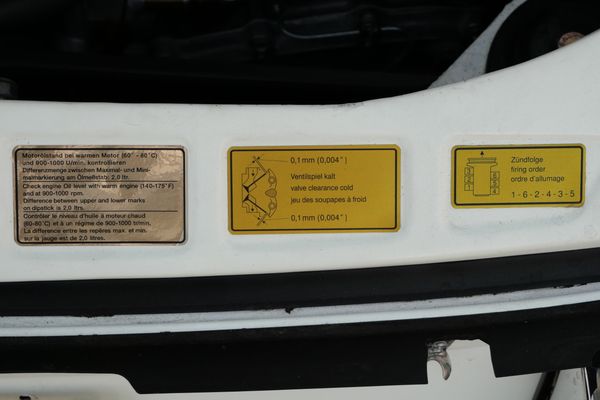 Motorölstand bei warmen Motor (60° - 80°C)
und 900-1000 U/min. kontrollieren
Differenzmenge zwischen Maximal- und Mini-
malmarkierung am Ölmeßstab: 2,0 ltr.
Check engine Oil level with warm engine (140-175°F)
and at 900-1000 rpm.
Difference between upper and lower marks
on dipstick is 2,0 ltrs.
Contrôler le niveau d'huile à moteur chaud
(60-80°C) et à un régime de 900-1000 tr/min.
La différence entre les repères max. et min.
sur la jauge est de 2,0 litres.
0,1mm (0,004″)
Ventilspiel kalt
valve clearance cold
jeu des soupapes à froid
0,1mm (0,004″)
Zündfolge
firing order
ordre d'allumage
1-6-2-4-3-5